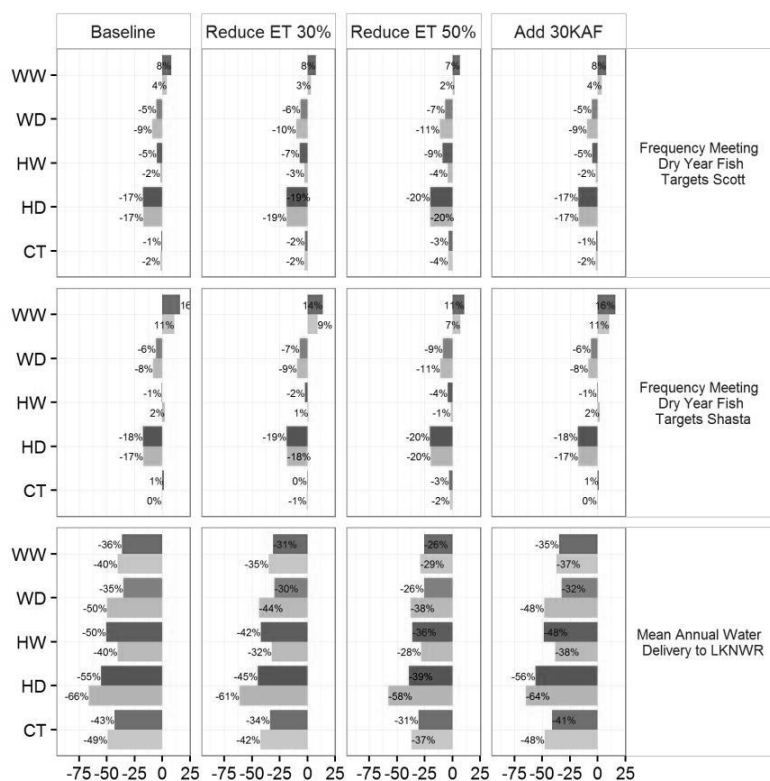 Baseline Reduce ET 30% Reduce ET 50% Add 30KAF
WW 8% 8% 7% 8%
4% 3% 2% 4%
WD -5% -6% -7% -5%
-9% -10% -11% -9%
HW -5% -7% -9% -5%
-2% -3% -4% -2%
HD -17% -19% -20% -17%
-17% -19% -20% -17%
CT -1% -2% -3% -1%
-2% -2% -4% -2%
Frequency Meeting
Dry Year Fish
Targets Scott
WW 16 14% 11% 16%
11% 9% 7% 11%
WD -6% -7% -9% -6%
-8% -9% -11% -8%
HW -1% -2% -4% -1%
2% 1% -1% 2%
HD -18% -19% -20% -18%
-17% -18% -20% -17%
CT 1% 0% -3% 1%
0% -1% -2% 0%
Frequency Meeting
Dry Year Fish
Targets Shasta
WW -36% -31% -26% -35%
-40% -35% -29% -37%
WD -35% -30% -26% -32%
-50% -44% -38% -48%
HW -50% -42% -36% -48%
-40% -32% -28% -38%
HD -55% -45% -39% -56%
-66% -61% -58% -64%
CT -43% -34% -31% -41%
-49% -42% -37% -48%
Mean Annual Water
Delivery to LKNWR
-75 -50 -25 0 25 -75 -50 -25 0 25 -75 -50 -25 0 25 -75 -50 -25 0 25